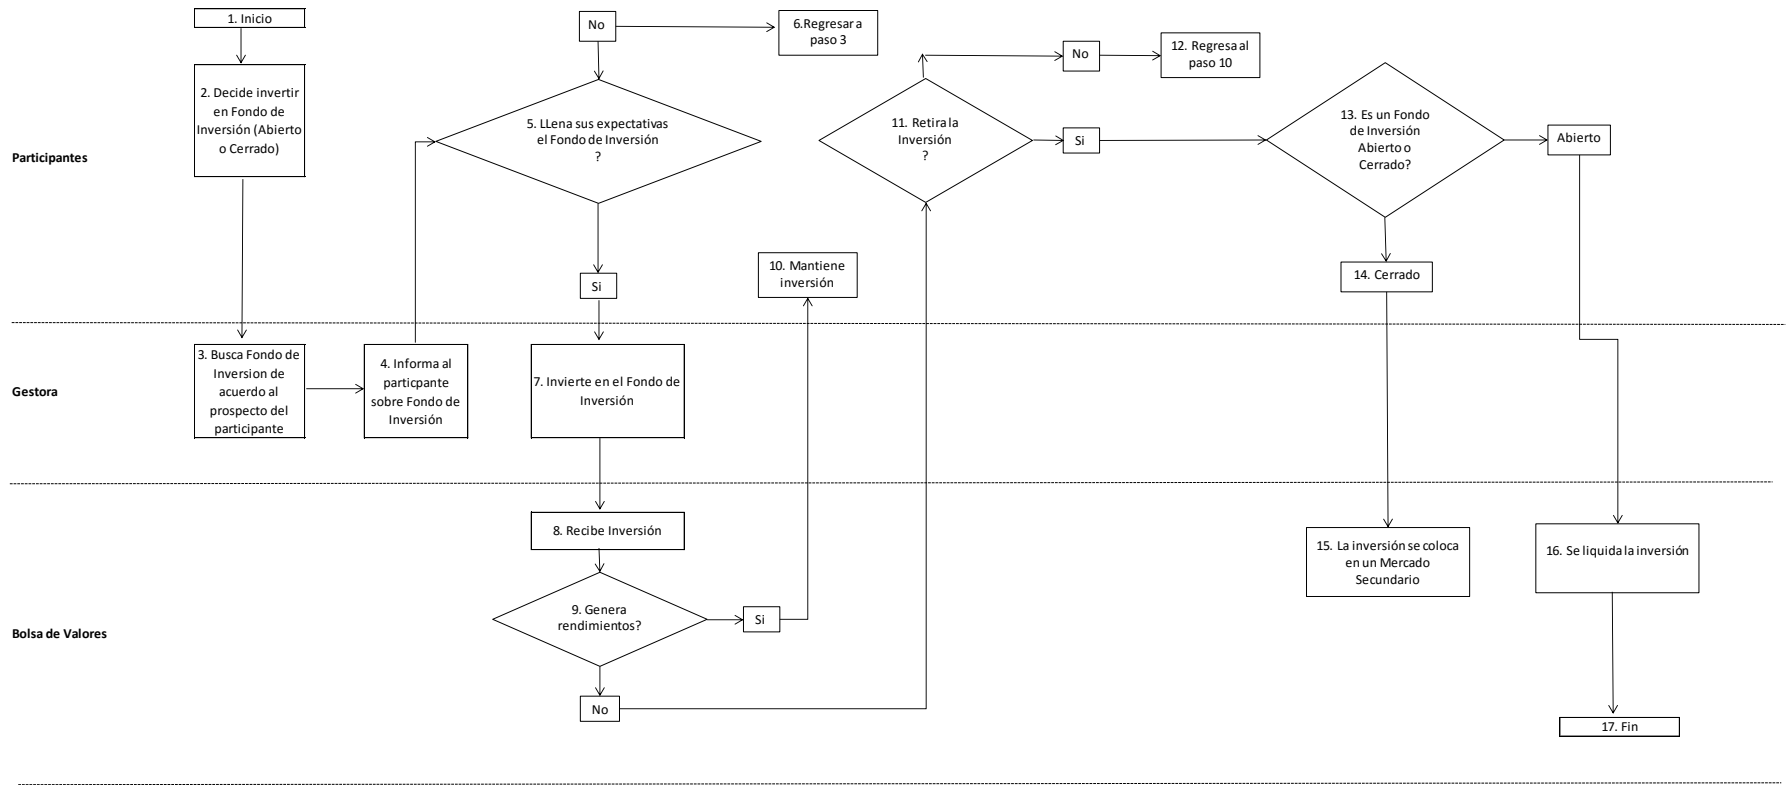 1. Inicio
2. Decide invertir
en Fondo de
Inversión (Abierto
o Cerrado)
No
6.Regresar a
paso 3
5. LLena sus expectativas
el Fondo de Inversión
?
Si
10. Mantiene
inversión
11. Retira la
Inversión
?
No
12. Regresa al
paso 10
Si
13. Es un Fondo
de Inversión
Abierto o
Cerrado?
Abierto
14. Cerrado
Participantes
3. Busca Fondo de
Inversion de
acuerdo al
prospecto del
participante
4. Informa al
particpante
sobre Fondo de
Inversión
7. Invierte en el Fondo de
Inversión
Gestora
8. Recibe Inversión
9. Genera
rendimientos?
Si
No
15. La inversión se coloca
en un Mercado
Secundario
16. Se liquida la inversión
17. Fin
Bolsa de Valores